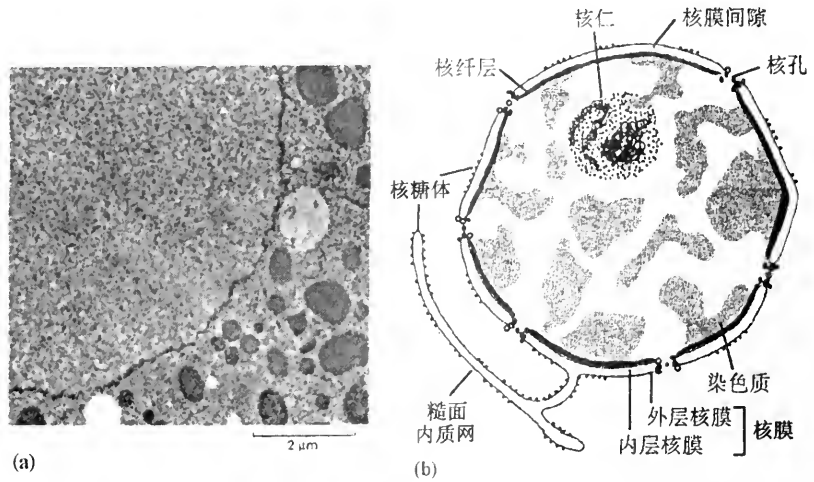 核仁
核膜间隙
核纤层
核孔
核糖体
染色质
糙面
内质网
外层核膜
内层核膜
核膜
2 μm
(a)
(b)